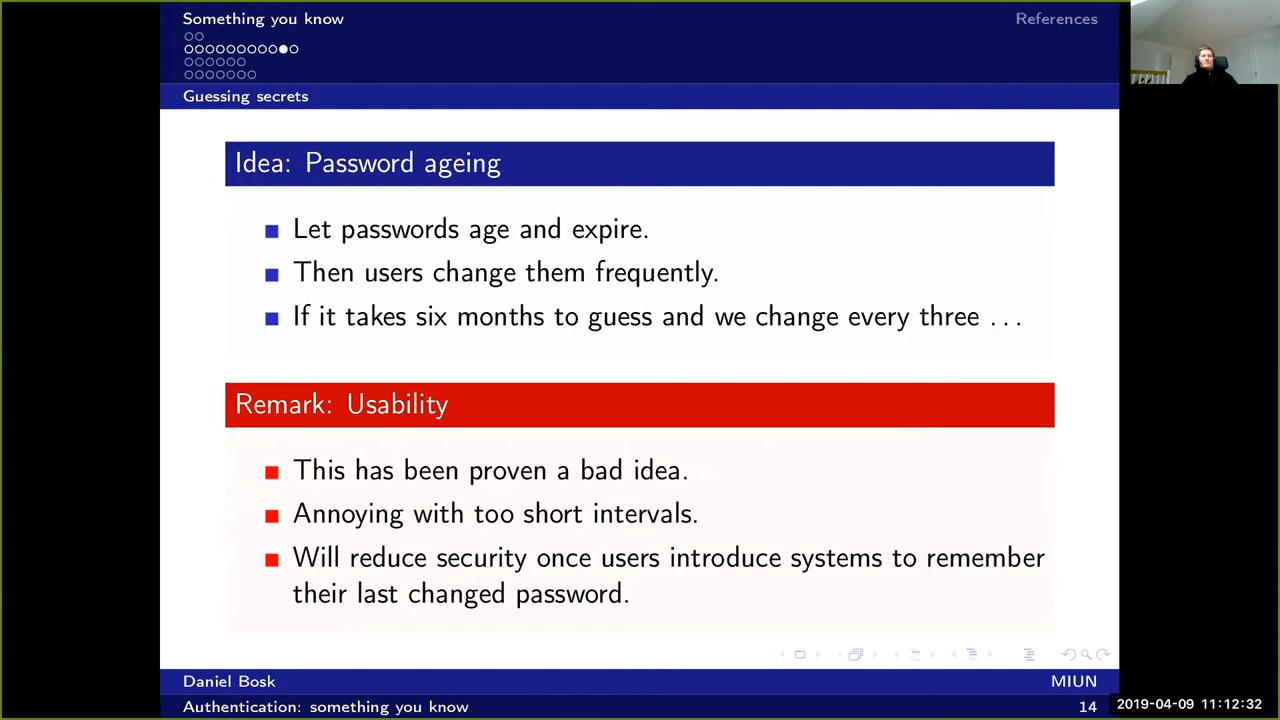 Something you know
References
Guessing secrets
Idea: Password ageing
Let passwords age and expire.
Then users change them frequently.
If it takes six months to guess and we change every three . . .
Remark: Usability
This has been proven a bad idea.
Annoying with too short intervals.
Will reduce security once users introduce systems to remember
their last changed password.
Daniel Bosk
MIUN
Authentication: something you know
14
2019-04-09 11:12:32